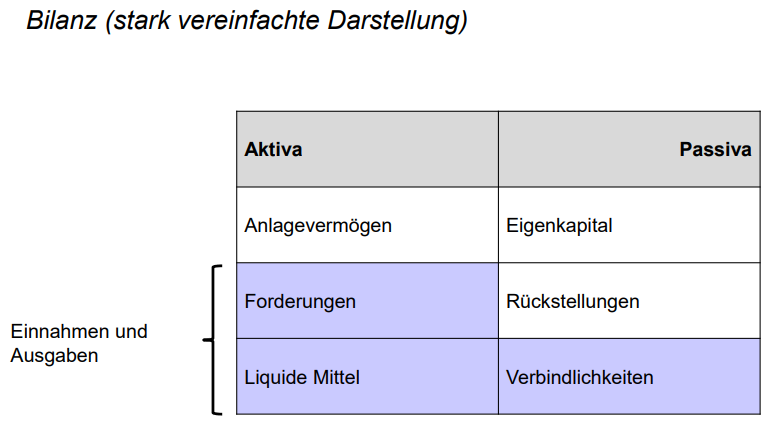 Bilanz (stark vereinfachte Darstellung)
Aktiva
Passiva
Anlagevermögen
Eigenkapital
Forderungen
Rückstellungen
Einnahmen und
Ausgaben
Liquide Mittel
Verbindlichkeiten